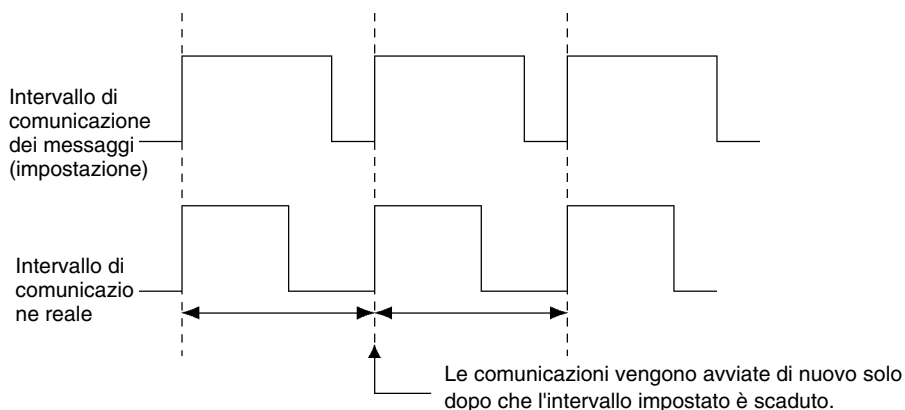 Intervallo di
comunicazione
dei messaggi
(impostazione)
Intervallo di
comunicazio
ne reale
Le comunicazioni vengono avviate di nuovo solo
dopo che l'intervallo impostato è scaduto.